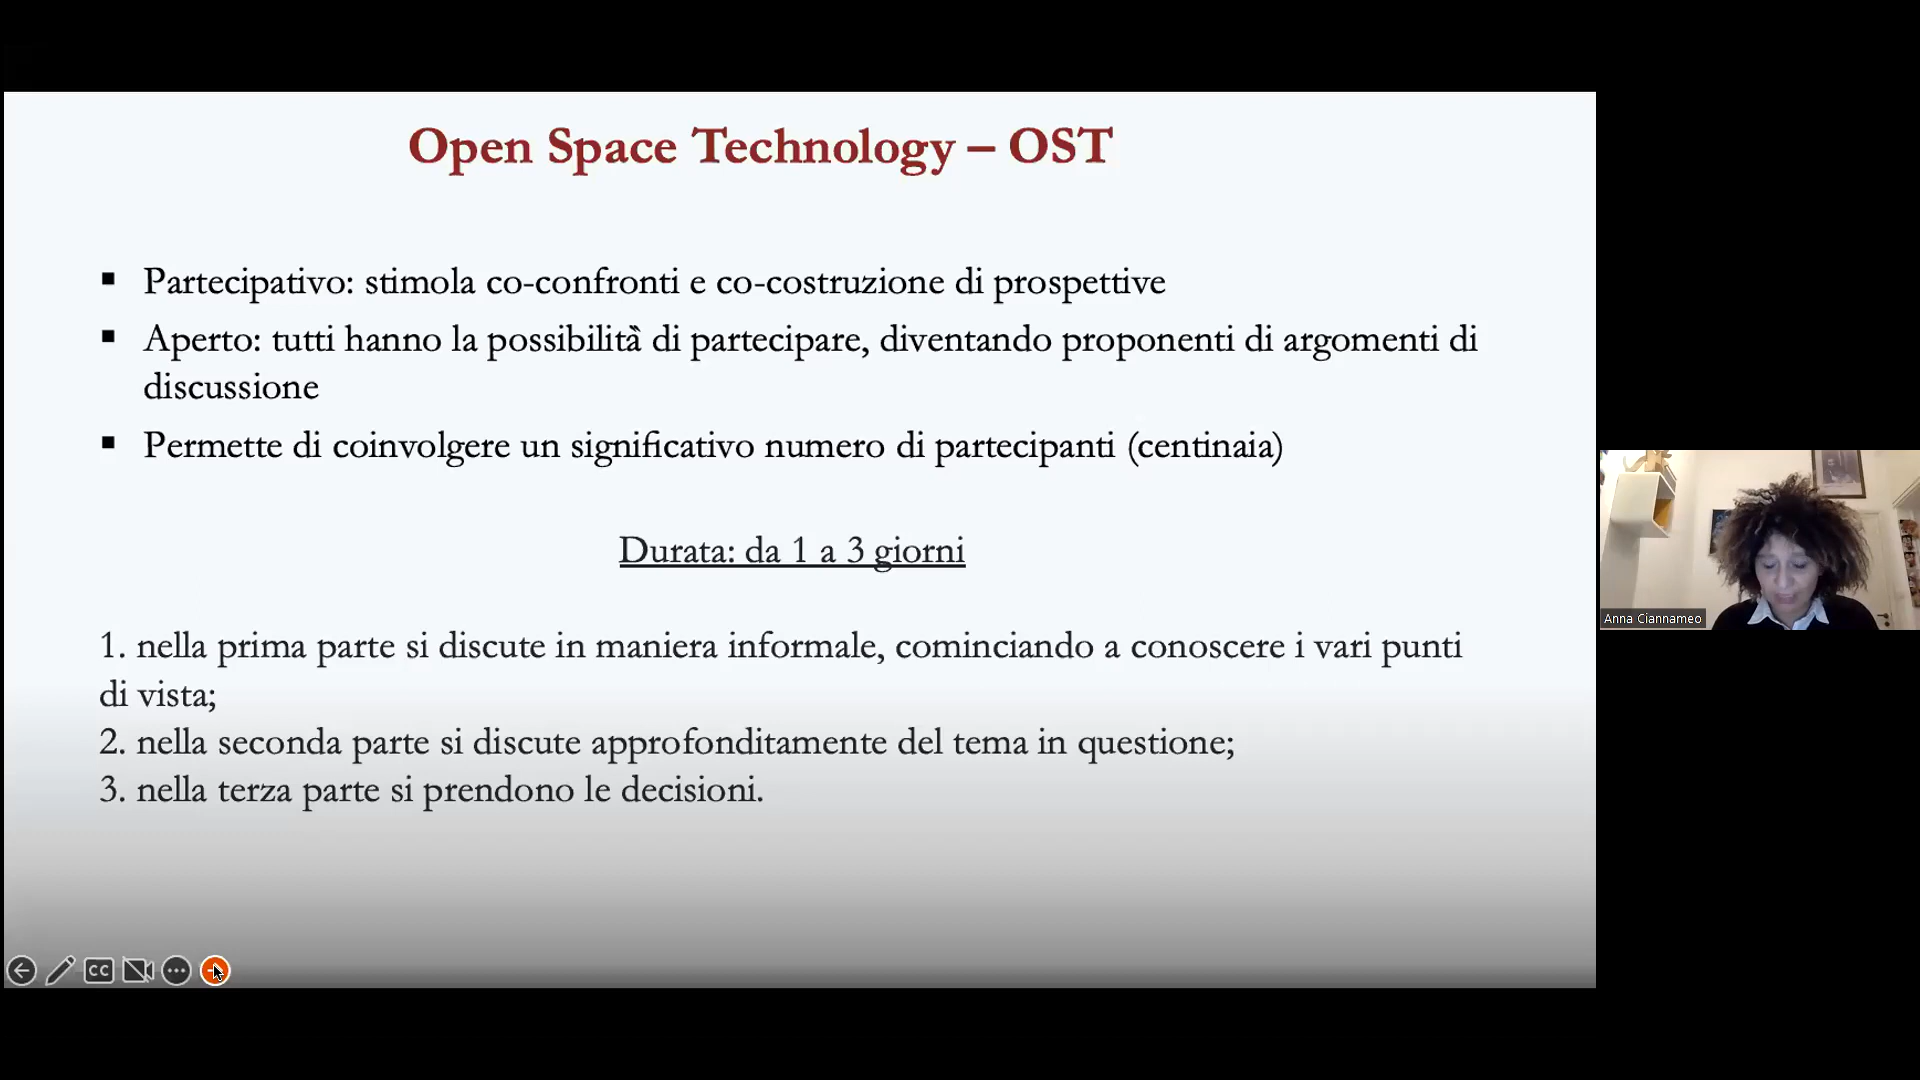 Open Space Technology – OST
▪ Partecipativo: stimola co-confronti e co-costruzione di prospettive
▪ Aperto: tutti hanno la possibilità di partecipare, diventando proponenti di argomenti di
discussione
▪ Permette di coinvolgere un significativo numero di partecipanti (centinaia)
Durata: da 1 a 3 giorni
1. nella prima parte si discute in maniera informale, cominciando a conoscere i vari punti
di vista;
2. nella seconda parte si discute approfonditamente del tema in questione;
3. nella terza parte si prendono le decisioni.
Anna Ciannameo
CC